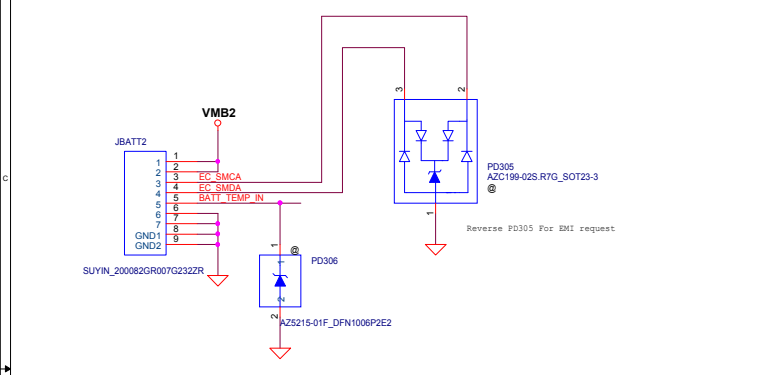 3
2
VMB2
JBATT2
1
1
2
2
3
EC_SMCA
3
4
EC_SMDA
4
5
BATT_TEMP_IN
5
6
6
7
7
8
GND1
9
GND2
SUYIN_200082GR007G232ZR
C
PD305
AZC199-02S.R7G_SOT23-3
@
1
Reverse PD305 For EMI request
1
@
1
PD306
2
2
AZ5215-01F_DFN1006P2E2